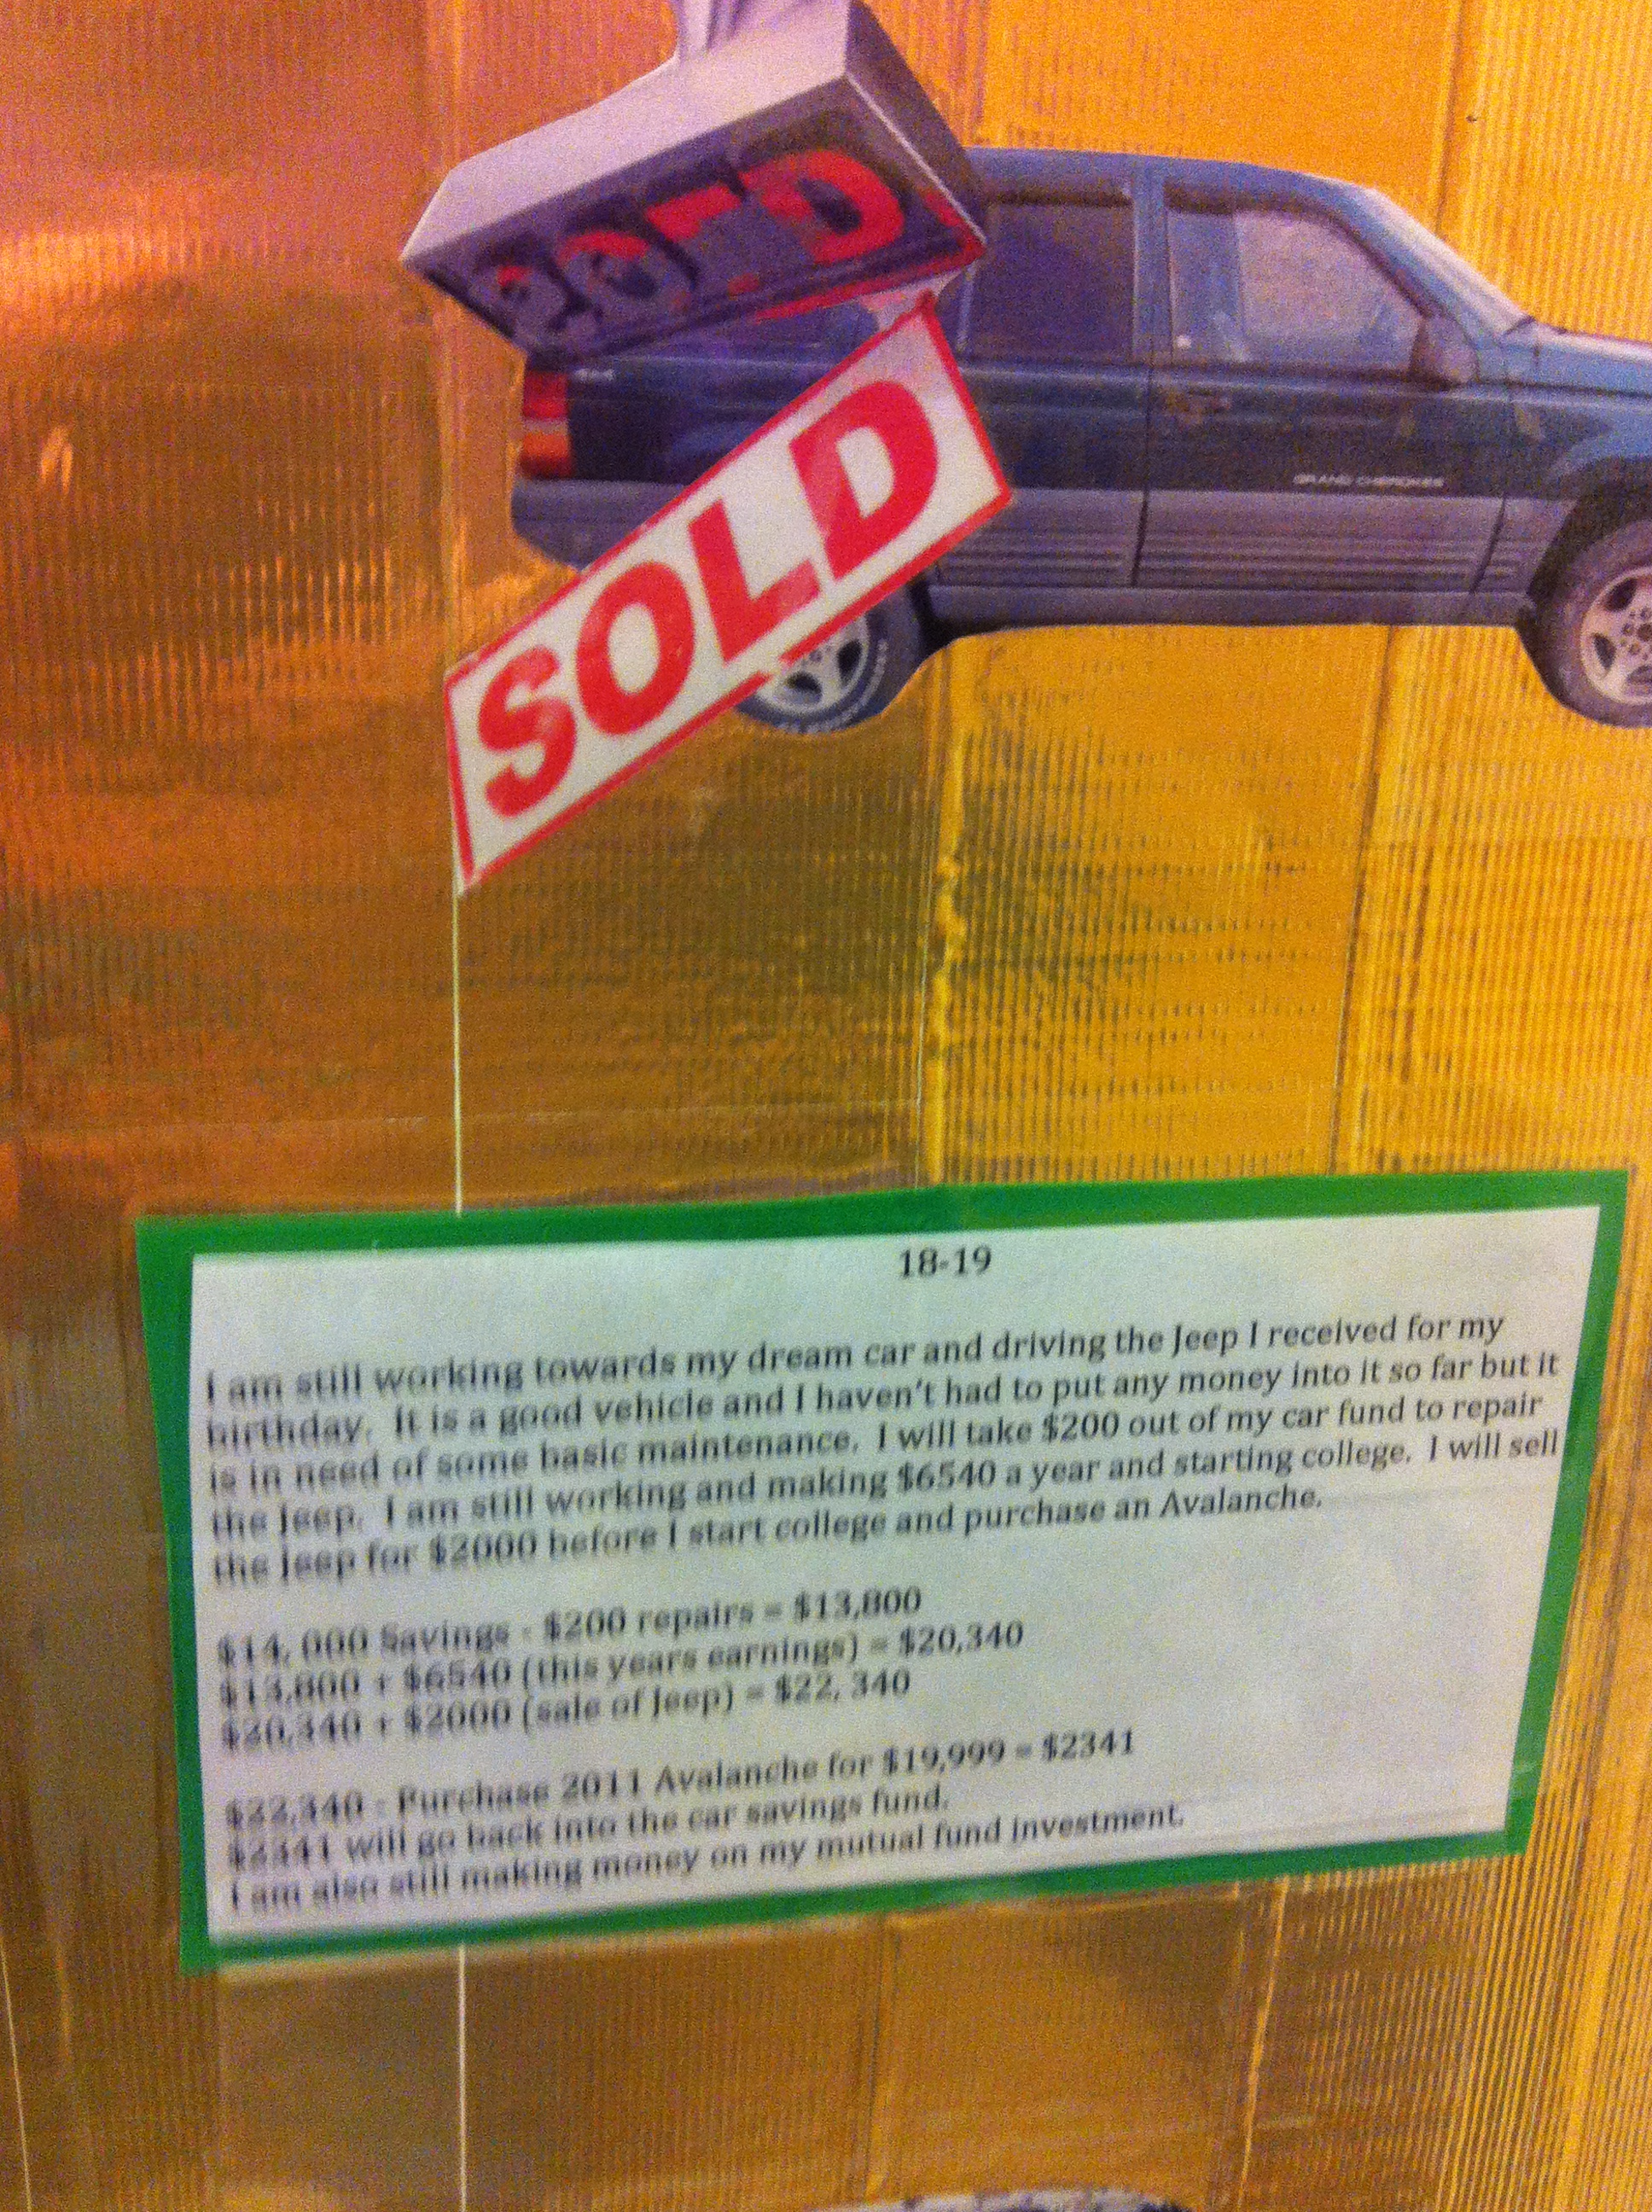 SOLD
SOLD
GRAND CHEROKEE
18-19
I am still working towards my dream car and driving the Jeep I received for my
birthday. It is a good vehicle and I haven't had to put any money into it so far but it
is in need of some basic maintenance. I will take $200 out of my car fund to repair
the Jeep. I am still working and making $6540 a year and starting college. I will sell
the Jeep for $2000 before I start college and purchase an Avalanche.
$14, 000 Savings - $200 repairs = $13,800
$13,800 + $6540 (this years earnings) = $20,340
$20,340 + $2000 (sale of Jeep) = $22, 340
$22,340 - Purchase 2011 Avalanche for $19,999 = $2341
$2341 will go back into the car savings fund.
I am also still making money on my mutual fund investment.